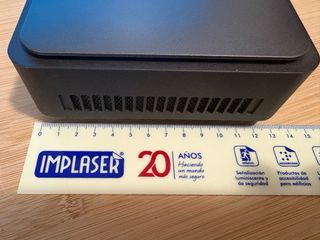 0 1 2 3 4 5 6 7 8 9 10 11 12 13 14
IMPLASER®
20 AÑOS
Haciendo
un mundo
más seguro
Señalización
luminiscente y
de seguridad
Productos de
accesibilidad
para edificios